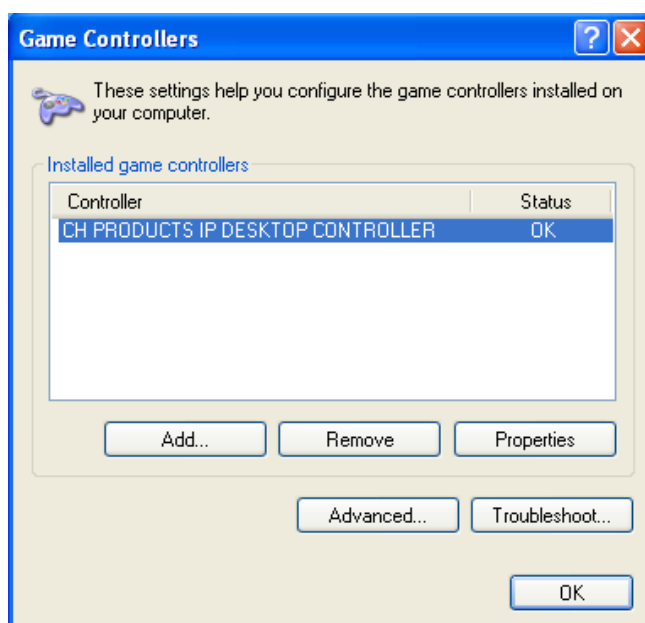 Game Controllers
These settings help you configure the game controllers installed on
your computer.
Installed game controllers
Controller Status
CH PRODUCTS IP DESKTOP CONTROLLER OK
Add... Remove Properties
Advanced... Troubleshoot...
OK